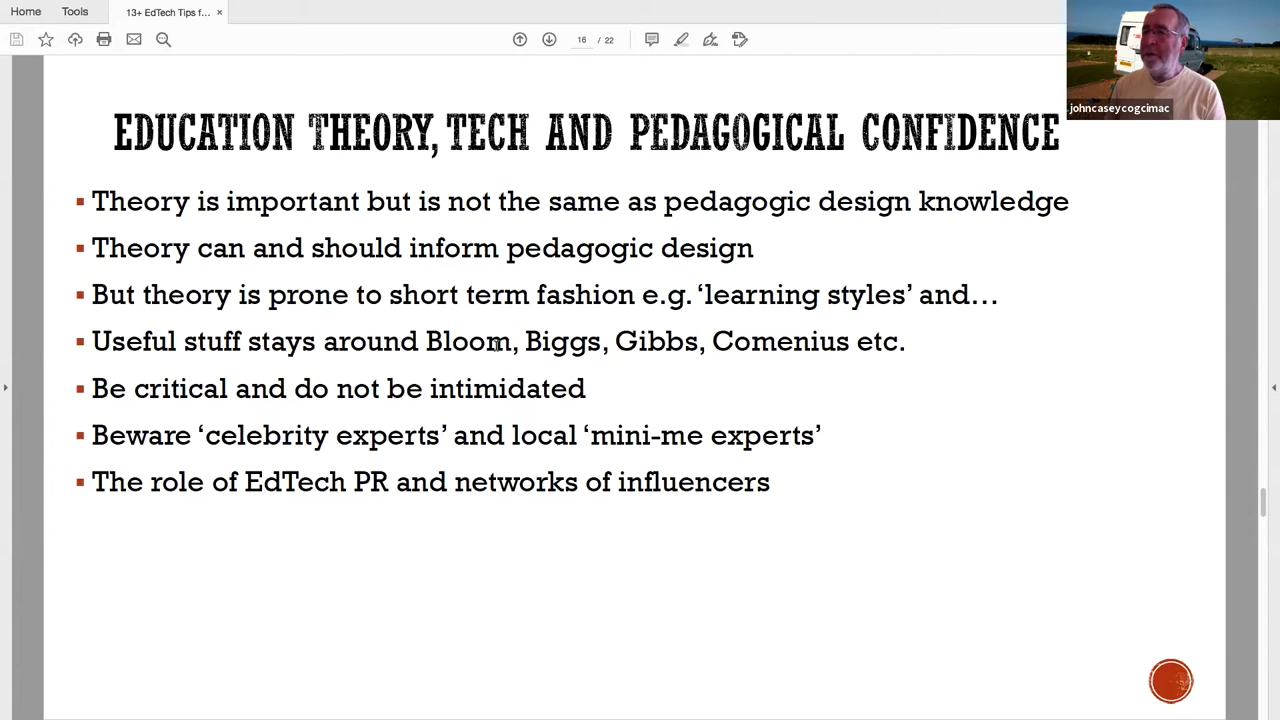 Home Tools 13+ EdTech Tips f... ×
16 / 22
johncaseycogcimac
EDUCATION THEORY, TECH AND PEDAGOGICAL CONFIDENCE
Theory is important but is not the same as pedagogic design knowledge
Theory can and should inform pedagogic design
But theory is prone to short term fashion e.g. ‘learning styles’ and…
Useful stuff stays around Bloom, Biggs, Gibbs, Comenius etc.
Be critical and do not be intimidated
Beware ‘celebrity experts’ and local ‘mini-me experts’
The role of EdTech PR and networks of influencers